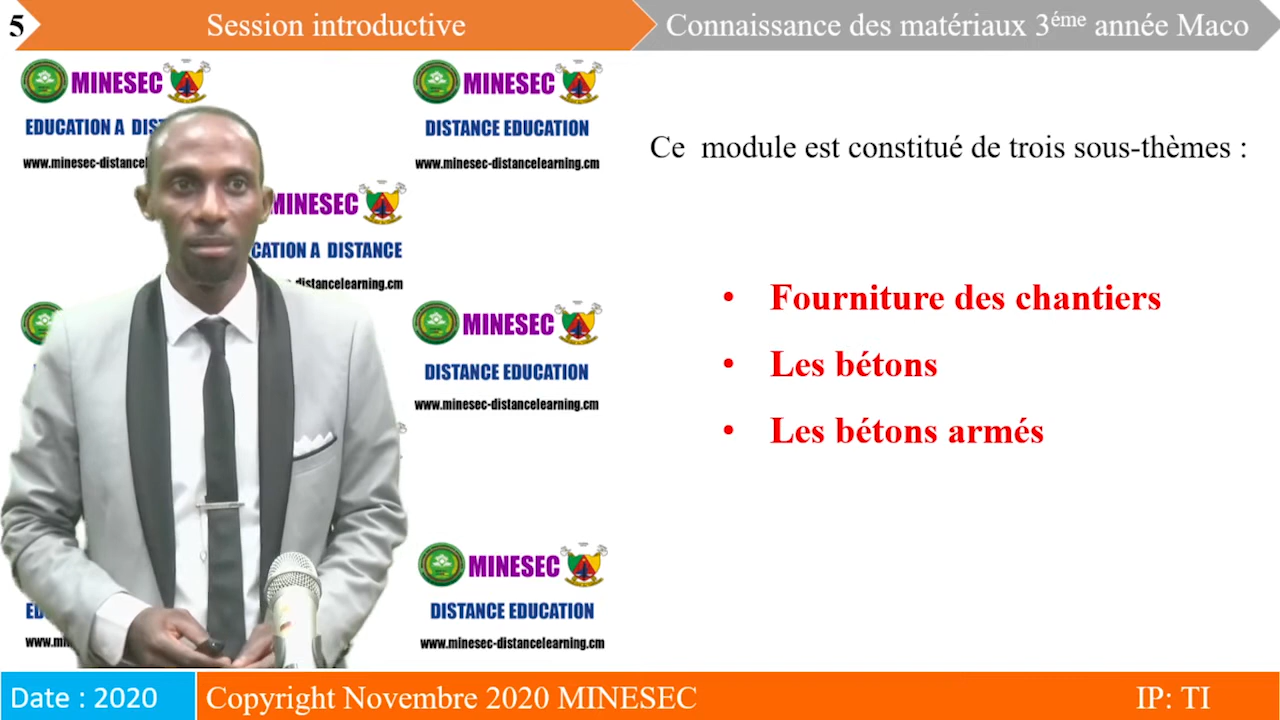 5
Session introductive
Connaissance des matériaux 3éme année Maco
MINESEC
EDUCATION A
www.minesec-distancel
MINESEC
DISTANCE EDUCATION
www.minesec-distancelearning.cm
Ce module est constitué de trois sous-thèmes :
MINESEC
CATION A DISTANCE
distancelearning.cm
• Fourniture des chantiers
• Les bétons
• Les bétons armés
MINESEC
DISTANCE EDUCATION
www.minesec-distancelearning.cm
MINESEC
DISTANCE EDUCATION
www.minesec-distancelearning.cm
Date : 2020
Copyright Novembre 2020 MINESEC
IP: TI